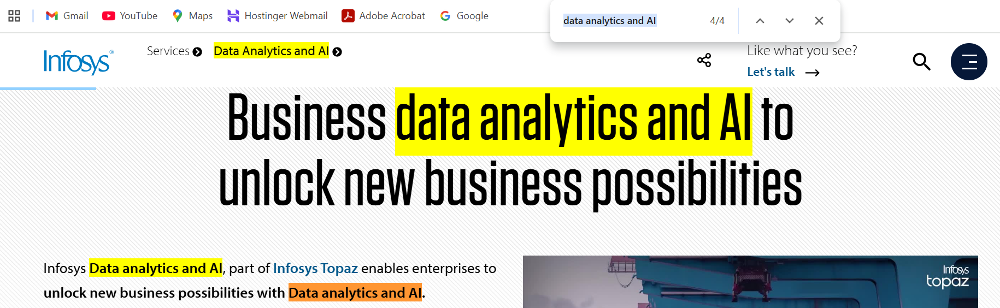 Gmail YouTube Maps Hostinger Webmail Adobe Acrobat Google
data analytics and AI 4/4
Infosys®
Services Data Analytics and AI
Like what you see?
Let's talk
Business data analytics and AI to
unlock new business possibilities
Infosys Data analytics and AI, part of Infosys Topaz enables enterprises to
unlock new business possibilities with Data analytics and AI.
Infosys
topaz